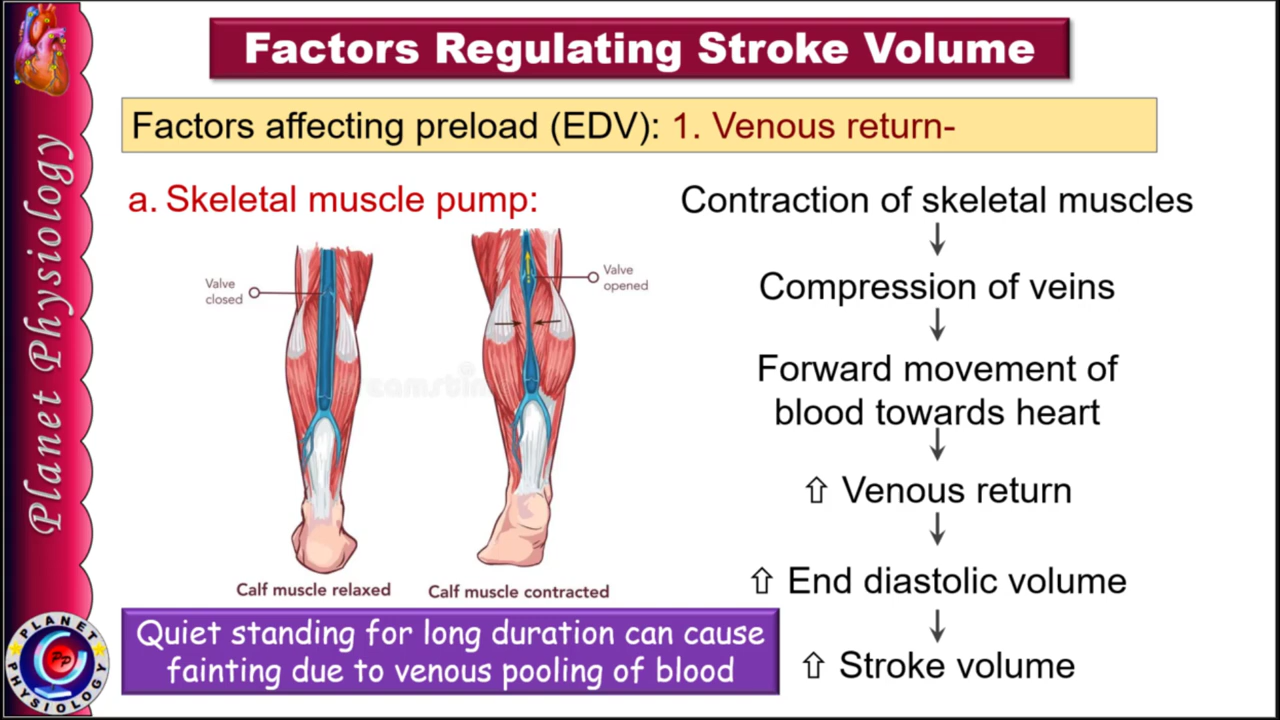 Factors Regulating Stroke Volume
Factors affecting preload (EDV): 1. Venous return-
a. Skeletal muscle pump:
Valve
closed
Valve
opened
Calf muscle relaxed
Calf muscle contracted
Quiet standing for long duration can cause
fainting due to venous pooling of blood
Contraction of skeletal muscles
↓
Compression of veins
↓
Forward movement of
blood towards heart
↓
⇧ Venous return
↓
⇧ End diastolic volume
↓
⇧ Stroke volume
Planet Physiology
PLANET
PHYSIOLOGY
PP